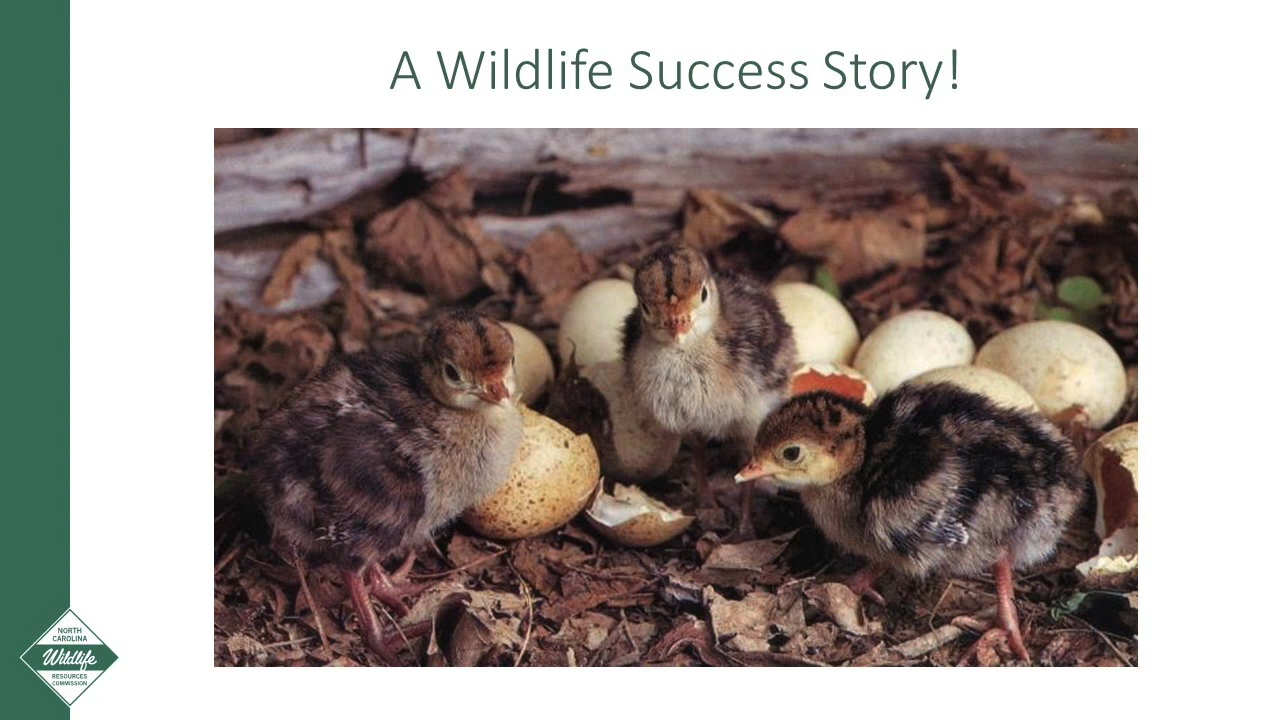 A Wildlife Success Story!
NORTH
CAROLINA
Wildlife
RESOURCES
COMMISSION